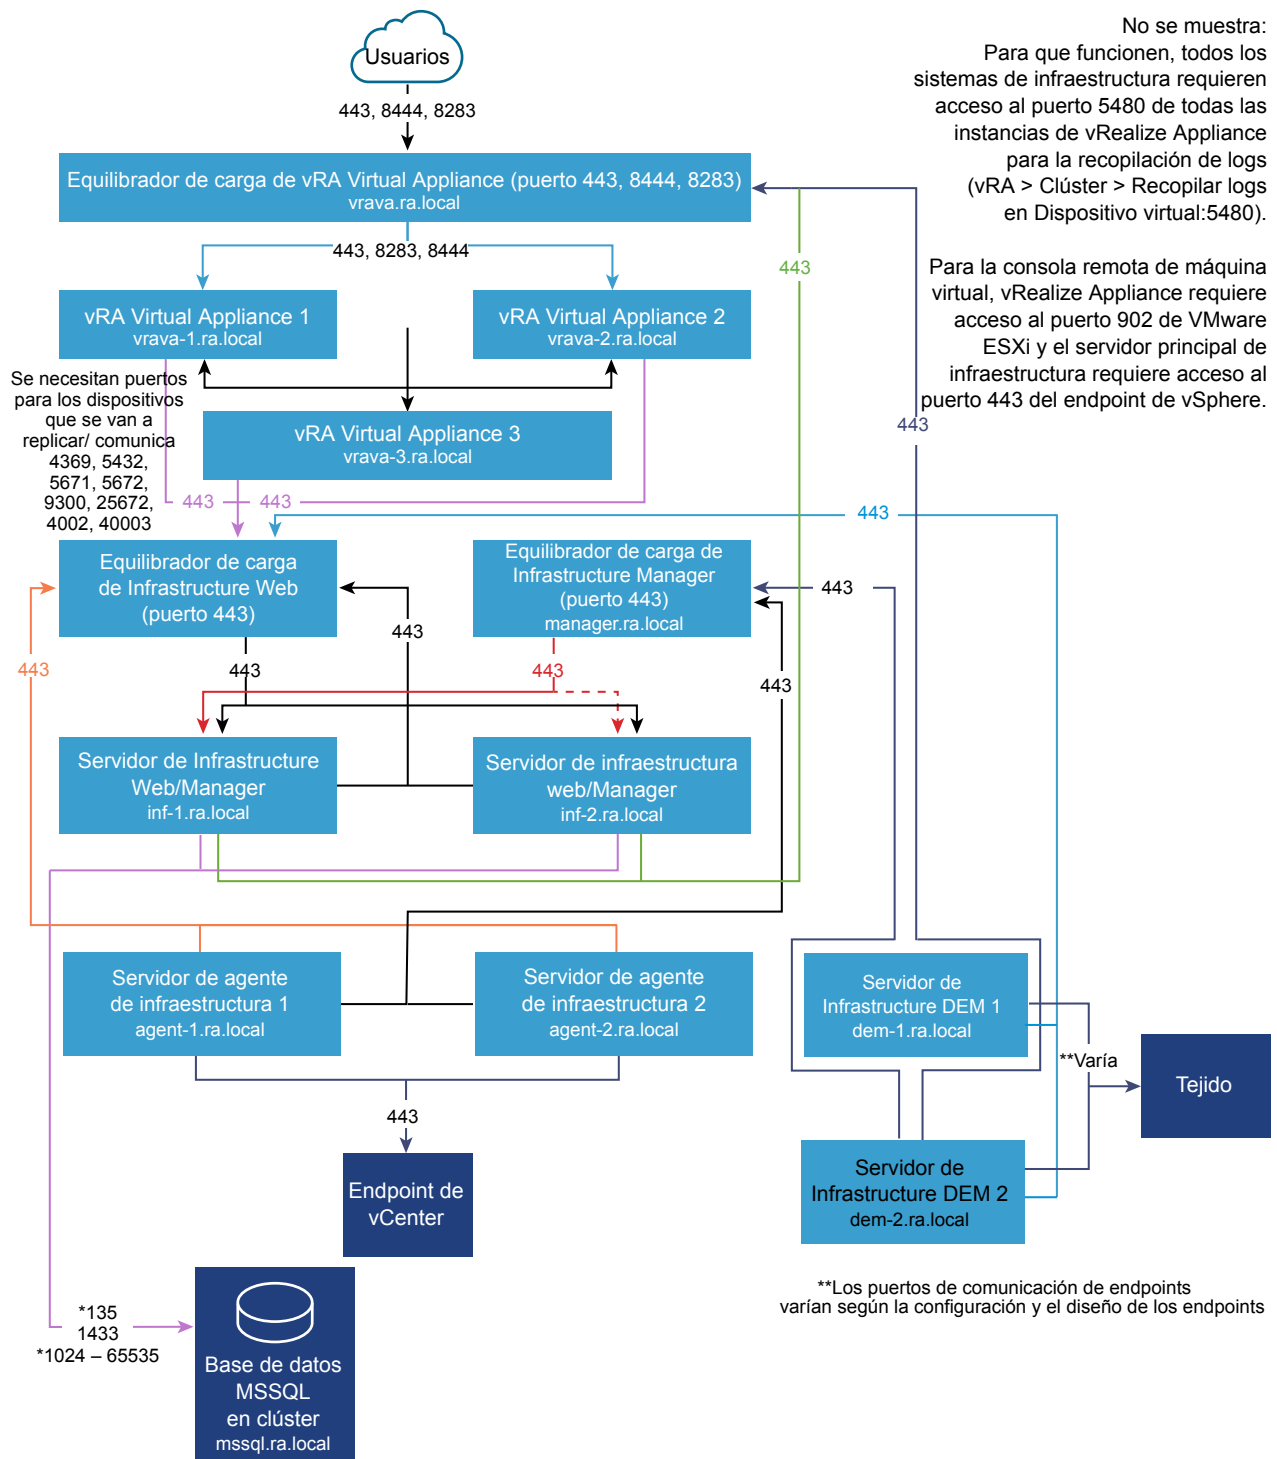 Usuarios
443, 8444, 8283
No se muestra:
Para que funcionen, todos los
sistemas de infraestructura requieren
acceso al puerto 5480 de todas las
instancias de vRealize Appliance
para la recopilación de logs
(vRA > Clúster > Recopilar logs
en Dispositivo virtual:5480).
Para la consola remota de máquina
virtual, vRealize Appliance requiere
acceso al puerto 902 de VMware
ESXi y el servidor principal de
infraestructura requiere acceso al
puerto 443 del endpoint de vSphere.
Equilibrador de carga de vRA Virtual Appliance (puerto 443, 8444, 8283)
vrava.ra.local
443, 8283, 8444
443
443
vRA Virtual Appliance 1
vrava-1.ra.local
vRA Virtual Appliance 2
vrava-2.ra.local
Se necesitan puertos
para los dispositivos
que se van a
replicar/ comunica
4369, 5432,
5671, 5672,
9300, 25672,
4002, 40003
vRA Virtual Appliance 3
vrava-3.ra.local
443
443
443
Equilibrador de carga
de Infrastructure Web
(puerto 443)
Equilibrador de carga de
Infrastructure Manager
(puerto 443)
manager.ra.local
443
443
443
443
443
443
Servidor de Infrastructure
Web/Manager
inf-1.ra.local
Servidor de infraestructura
web/Manager
inf-2.ra.local
Servidor de agente
de infraestructura 1
agent-1.ra.local
Servidor de agente
de infraestructura 2
agent-2.ra.local
Servidor de
Infrastructure DEM 1
dem-1.ra.local
**Varía
Tejido
443
Endpoint de
vCenter
Servidor de
Infrastructure DEM 2
dem-2.ra.local
**Los puertos de comunicación de endpoints
varían según la configuración y el diseño de los endpoints
*135
1433
*1024 – 65535
Base de datos
MSSQL
en clúster
mssql.ra.local